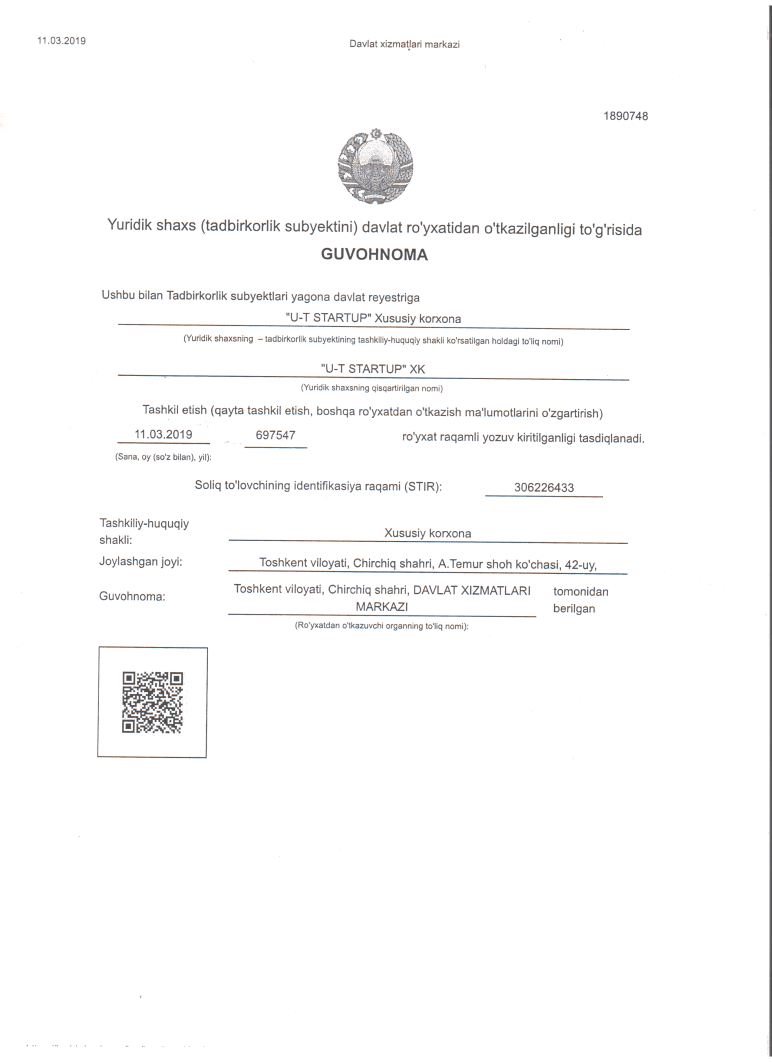 11.03.2019
Davlat xizmatlari markazi
1890748
Yuridik shaxs (tadbirkorlik subyektini) davlat ro'yxatidan o'tkazilganligi to'g'risida
GUVOHNOMA
Ushbu bilan Tadbirkorlik subyektlari yagona davlat reyestriga
"U-T STARTUP" Xususiy korxona
(Yuridik shaxsning – tadbirkorlik subyektining tashkiliy-huquqiy shakli ko'rsatilgan holdagi to'liq nomi)
"U-T STARTUP" XK
(Yuridik shaxsning qisqartirilgan nomi)
Tashkil etish (qayta tashkil etish, boshqa ro'yxatdan o'tkazish ma'lumotlarini o'zgartirish)
11.03.2019 697547 ro'yxat raqamli yozuv kiritilganligi tasdiqlanadi.
(Sana, oy (so'z bilan), yil):
Soliq to'lovchining identifikasiya raqami (STIR): 306226433
Tashkiliy-huquqiy
shakli: Xususiy korxona
Joylashgan joyi: Toshkent viloyati, Chirchiq shahri, A.Temur shoh ko'chasi, 42-uy,
Guvohnoma: Toshkent viloyati, Chirchiq shahri, DAVLAT XIZMATLARI tomonidan
MARKAZI berilgan
(Ro'yxatdan o'tkazuvchi organning to'liq nomi):